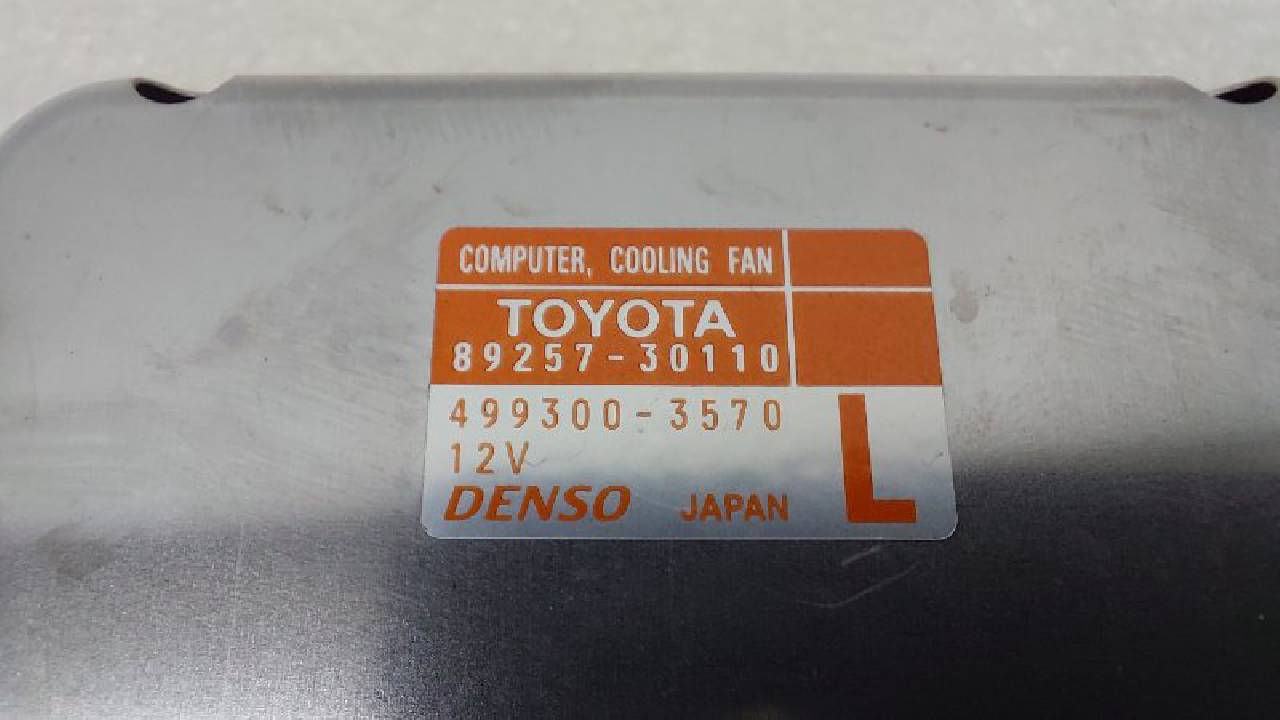 COMPUTER, COOLING FAN
TOYOTA
89257-30110
499300-3570
12V
DENSO JAPAN
L